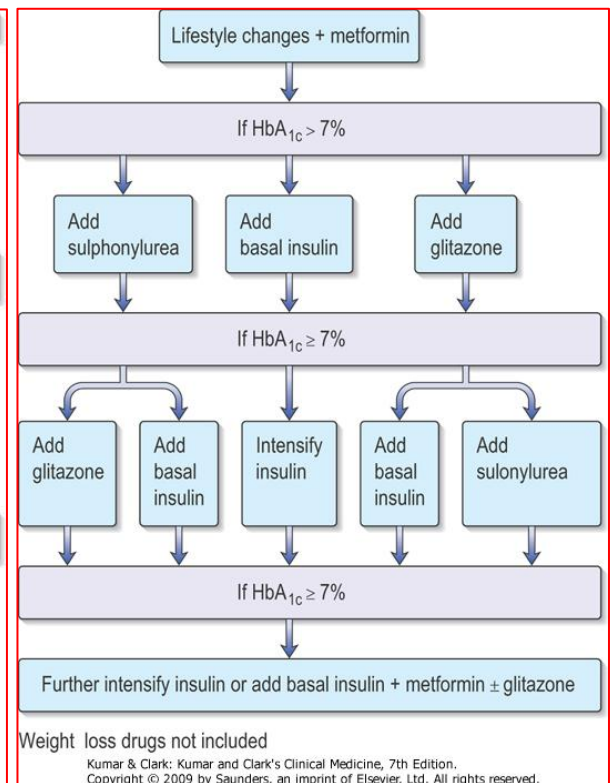 Lifestyle changes + metformin
If HbA1c > 7%
Add
sulphonylurea
Add
basal insulin
Add
glitazone
If HbA1c ≥ 7%
Add
glitazone
Add
basal
insulin
Intensify
insulin
Add
basal
insulin
Add
sulonylurea
If HbA1c ≥ 7%
Further intensify insulin or add basal insulin + metformin ± glitazone
Weight loss drugs not included
Kumar & Clark: Kumar and Clark's Clinical Medicine, 7th Edition.
Copyright © 2009 by Saunders, an imprint of Elsevier, Ltd. All rights reserved.